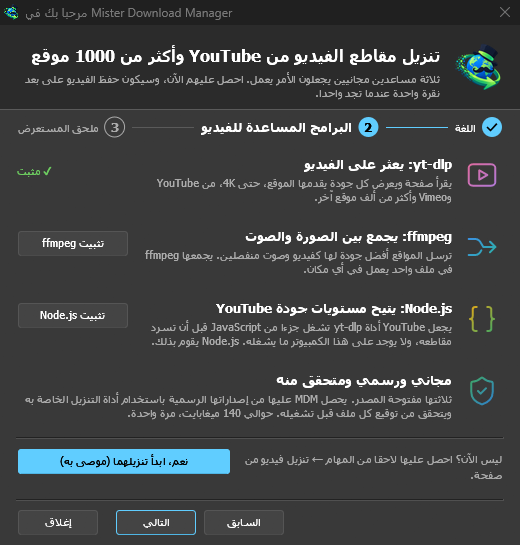 مرحبا بك في Mister Download Manager
تنزيل مقاطع الفيديو من YouTube وأكثر من 1000 موقع
ثلاثة مساعدين مجانيين يجعلون الأمر يعمل. احصل عليهم الآن، وسيكون حفظ الفيديو على بعد
نقرة واحدة عندما تجد واحدا.
اللغة
2 البرامج المساعدة للفيديو
3 ملحق المستعرض
yt-dlp: يعثر على الفيديو
يقرأ صفحة ويعرض كل جودة يقدمها الموقع، حتى 4K، من YouTube
وVimeo وأكثر من ألف موقع آخر.
✓ مثبت
ffmpeg: يجمع بين الصورة والصوت
ترسل المواقع أفضل جودة لها كفيديو وصوت منفصلين. يجمعها ffmpeg
في ملف واحد يعمل في أي مكان.
تثبيت ffmpeg
Node.js: يتيح مستويات جودة YouTube
يجعل YouTube أداة yt-dlp تشغل جزءا من JavaScript قبل أن تسرد
مقاطعه، ولا يوجد على هذا الكمبيوتر ما يشغله. Node.js يقوم بذلك.
تثبيت Node.js
مجاني ورسمي ومتحقق منه
ثلاثتها مفتوحة المصدر. يحصل MDM عليها من إصداراتها الرسمية باستخدام أداة التنزيل الخاصة به
ويتحقق من توقيع كل ملف قبل تشغيله. حوالي 140 ميغابايت، مرة واحدة.
ليس الآن؟ احصل عليها لاحقا من المهام ← تنزيل فيديو من
صفحة.
نعم، ابدأ تنزيلهما (موصى به)
السابق
التالي
إغلاق